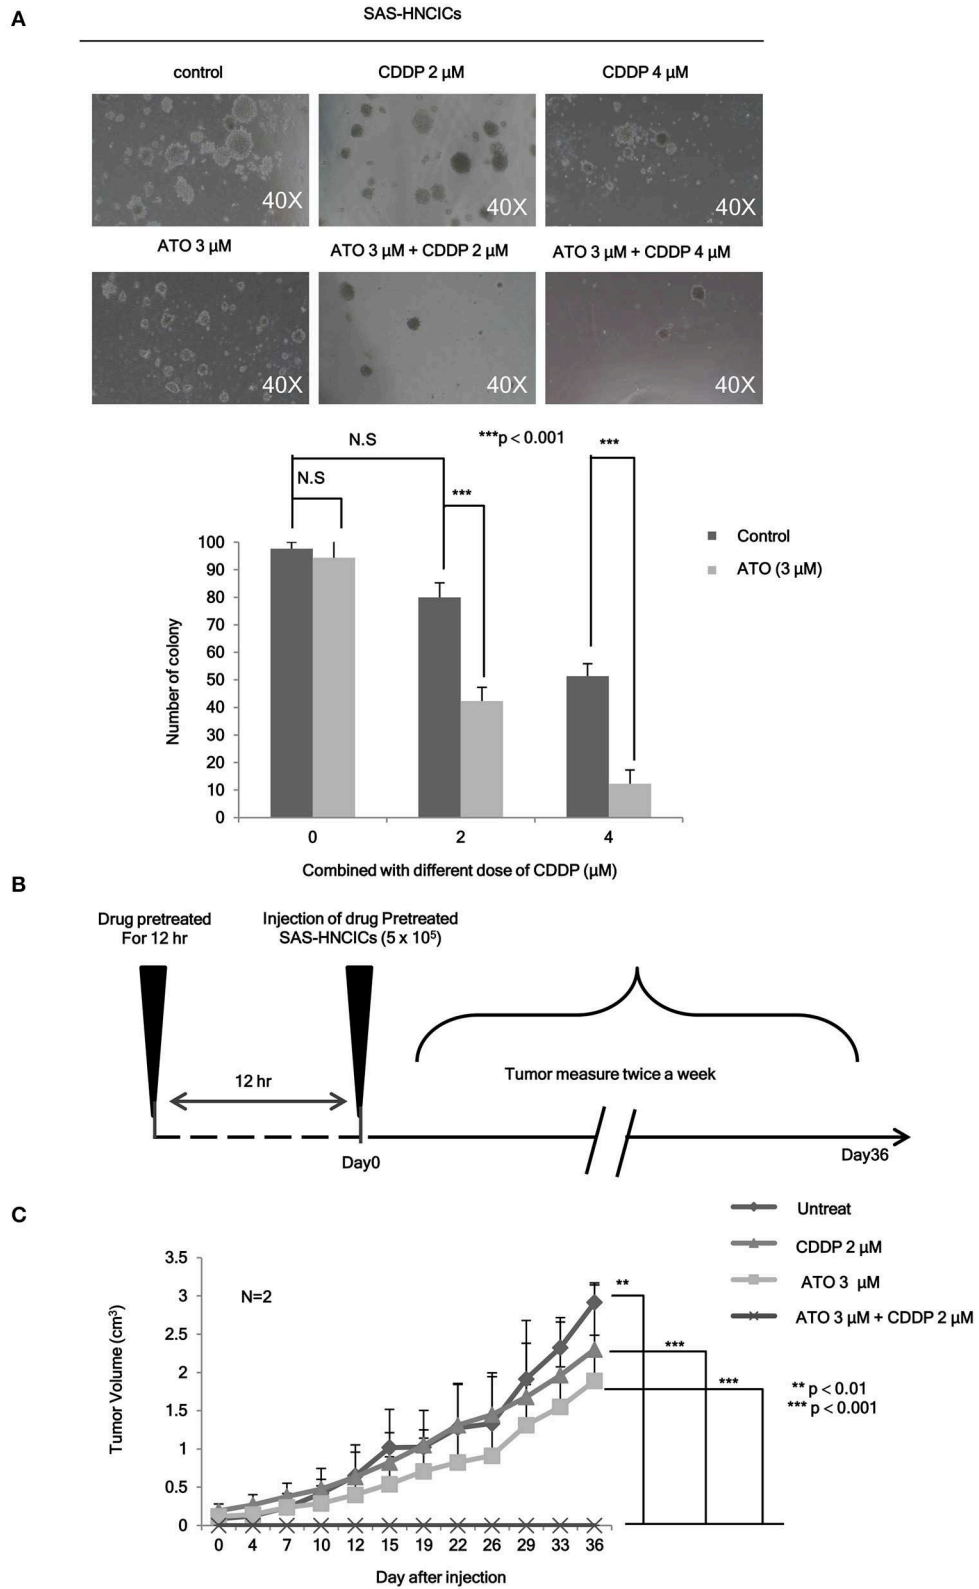 A
SAS-HNCICs
control
CDDP 2 µM
CDDP 4 µM
40X
40X
40X
ATO 3 µM
ATO 3 µM + CDDP 2 µM
ATO 3 µM + CDDP 4 µM
40X
40X
40X
N.S
***p < 0.001
***
N.S
***
Control
ATO (3 µM)
Number of colony
100
90
80
70
60
50
40
30
20
10
0
0
2
4
Combined with different dose of CDDP (µM)
B
Drug pretreated
For 12 hr
Injection of drug Pretreated
SAS-HNCICs (5 x 10⁵)
12 hr
Tumor measure twice a week
Day0
Day36
C
Untreat
CDDP 2 µM
ATO 3 µM
ATO 3 µM + CDDP 2 µM
N=2
Tumor Volume (cm³)
3.5
3
2.5
2
1.5
1
0.5
0
0 4 7 10 12 15 19 22 26 29 33 36
Day after injection
**
***
***
** p < 0.01
*** p < 0.001